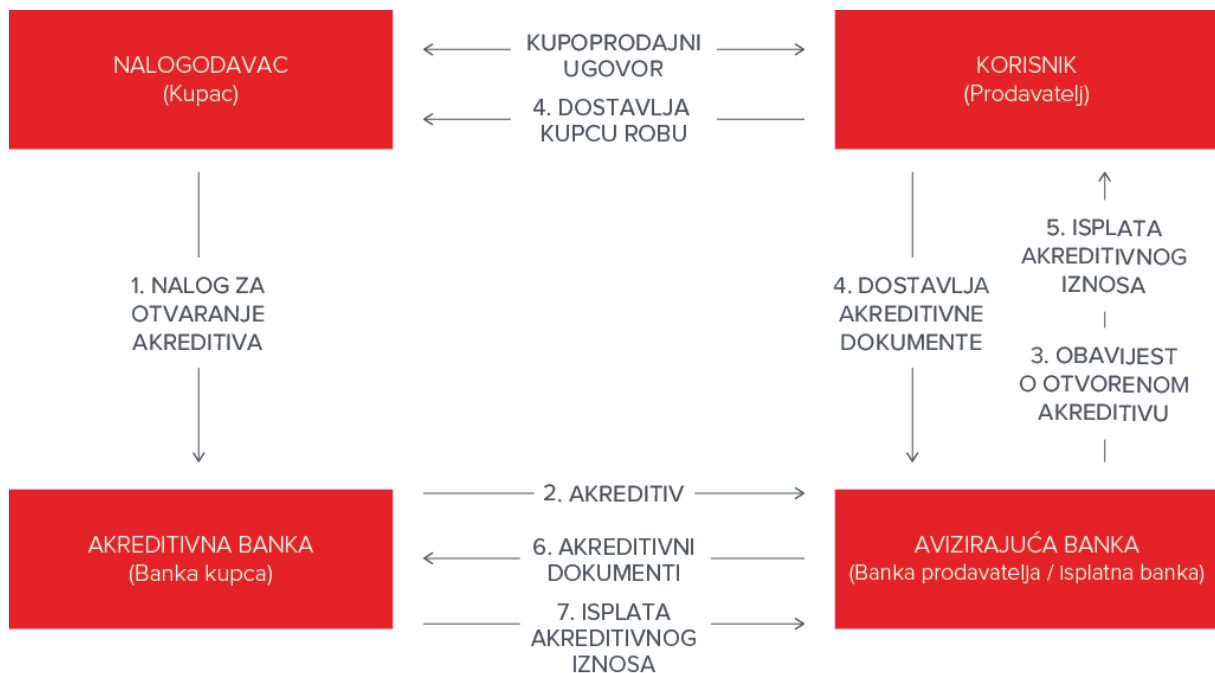 NALOGODAVAC
(Kupac)
KUPOPRODAJNI
UGOVOR
4. DOSTAVLJA
KUPCU ROBU
KORISNIK
(Prodavatelj)
1. NALOG ZA
OTVARANJE
AKREDITIVA
4. DOSTAVLJA
AKREDITIVNE
DOKUMENTE
5. ISPLATA
AKREDITIVNOG
IZNOSA
3. OBAVIJEST
O OTVORENOM
AKREDITIVU
AKREDITIVNA BANKA
(Banka kupca)
2. AKREDITIV
6. AKREDITIVNI
DOKUMENTI
7. ISPLATA
AKREDITIVNOG
IZNOSA
AVIZIRAJUĆA BANKA
(Banka prodavatelja / isplatna banka)